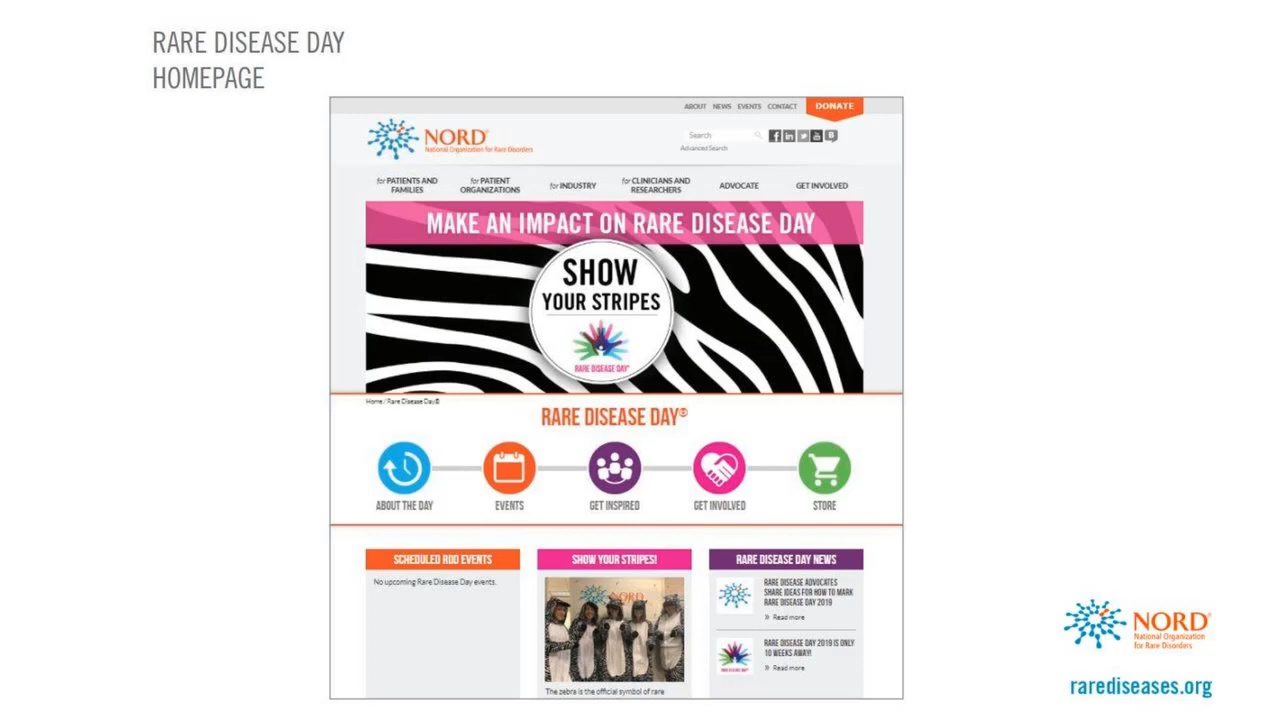 RARE DISEASE DAY
HOMEPAGE
ABOUT NEWS EVENTS CONTACT DONATE
NORD®
National Organization for Rare Disorders
Search
Advanced Search
for PATIENTS AND
FAMILIES
for PATIENT
ORGANIZATIONS
for INDUSTRY
for CLINICIANS AND
RESEARCHERS
ADVOCATE
GET INVOLVED
MAKE AN IMPACT ON RARE DISEASE DAY
SHOW
YOUR STRIPES
RARE DISEASE DAY®
Home / Rare Disease Day®
RARE DISEASE DAY®
ABOUT THE DAY
EVENTS
GET INSPIRED
GET INVOLVED
STORE
SCHEDULED RDD EVENTS
No upcoming Rare Disease Day events.
SHOW YOUR STRIPES!
NORD
The zebra is the official symbol of rare
RARE DISEASE DAY NEWS
RARE DISEASE ADVOCATES
SHARE IDEAS FOR HOW TO MARK
RARE DISEASE DAY 2019
» Read more
RARE DISEASE DAY 2019 IS ONLY
10 WEEKS AWAY!
» Read more
NORD®
National Organization
for Rare Disorders
rarediseases.org